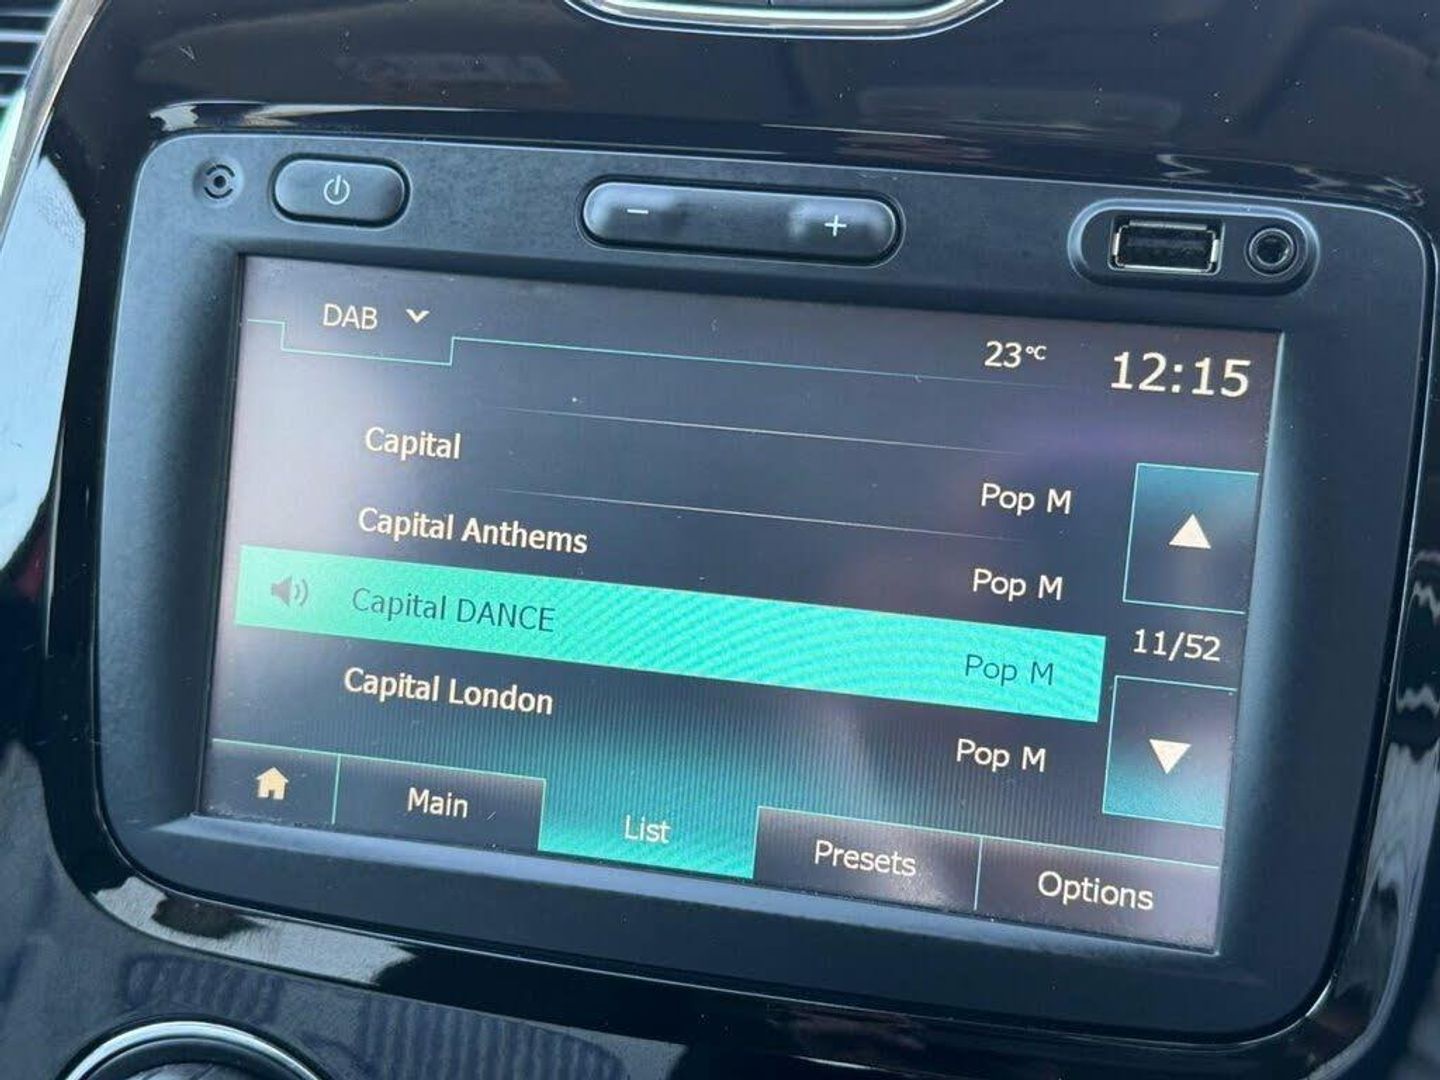 DAB
23°C 12:15
Capital
Pop M
Capital Anthems
Pop M
Capital DANCE
Pop M
11/52
Capital London
Pop M
Main
List
Presets
Options